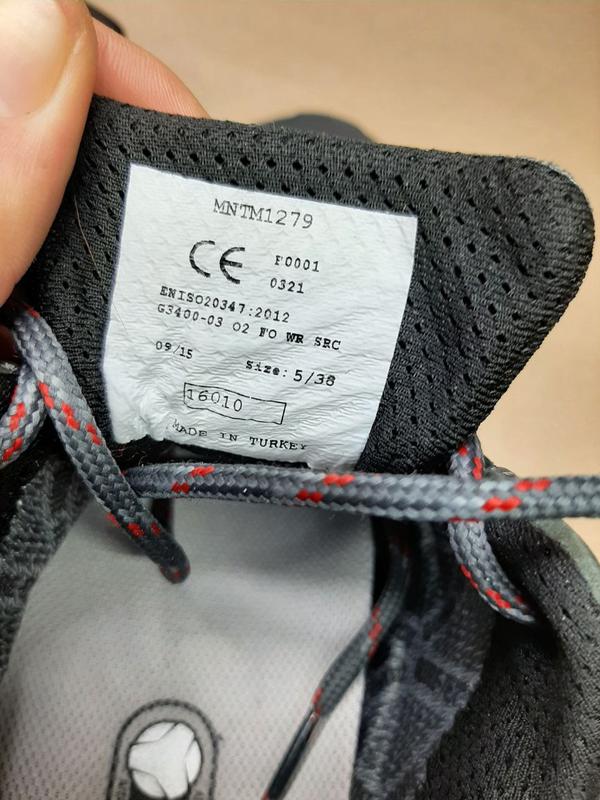 MNTM1279
CE F0001
0321
ENISO20347:2012
G3400-03 O2 FO WR SRC
09/15 Size: 5/38
16010
MADE IN TURKEY